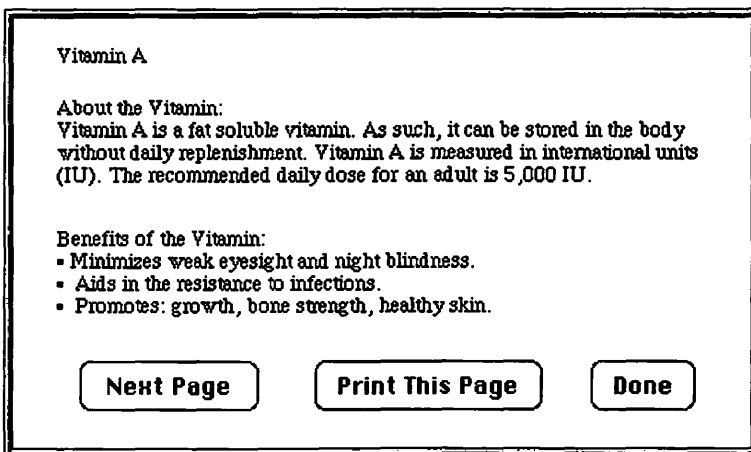 Vitamin A
About the Vitamin:
Vitamin A is a fat soluble vitamin. As such, it can be stored in the body
without daily replenishment. Vitamin A is measured in international units
(IU). The recommended daily dose for an adult is 5,000 IU.
Benefits of the Vitamin:
▪ Minimizes weak eyesight and night blindness.
▪ Aids in the resistance to infections.
▪ Promotes: growth, bone strength, healthy skin.
Next Page Print This Page Done